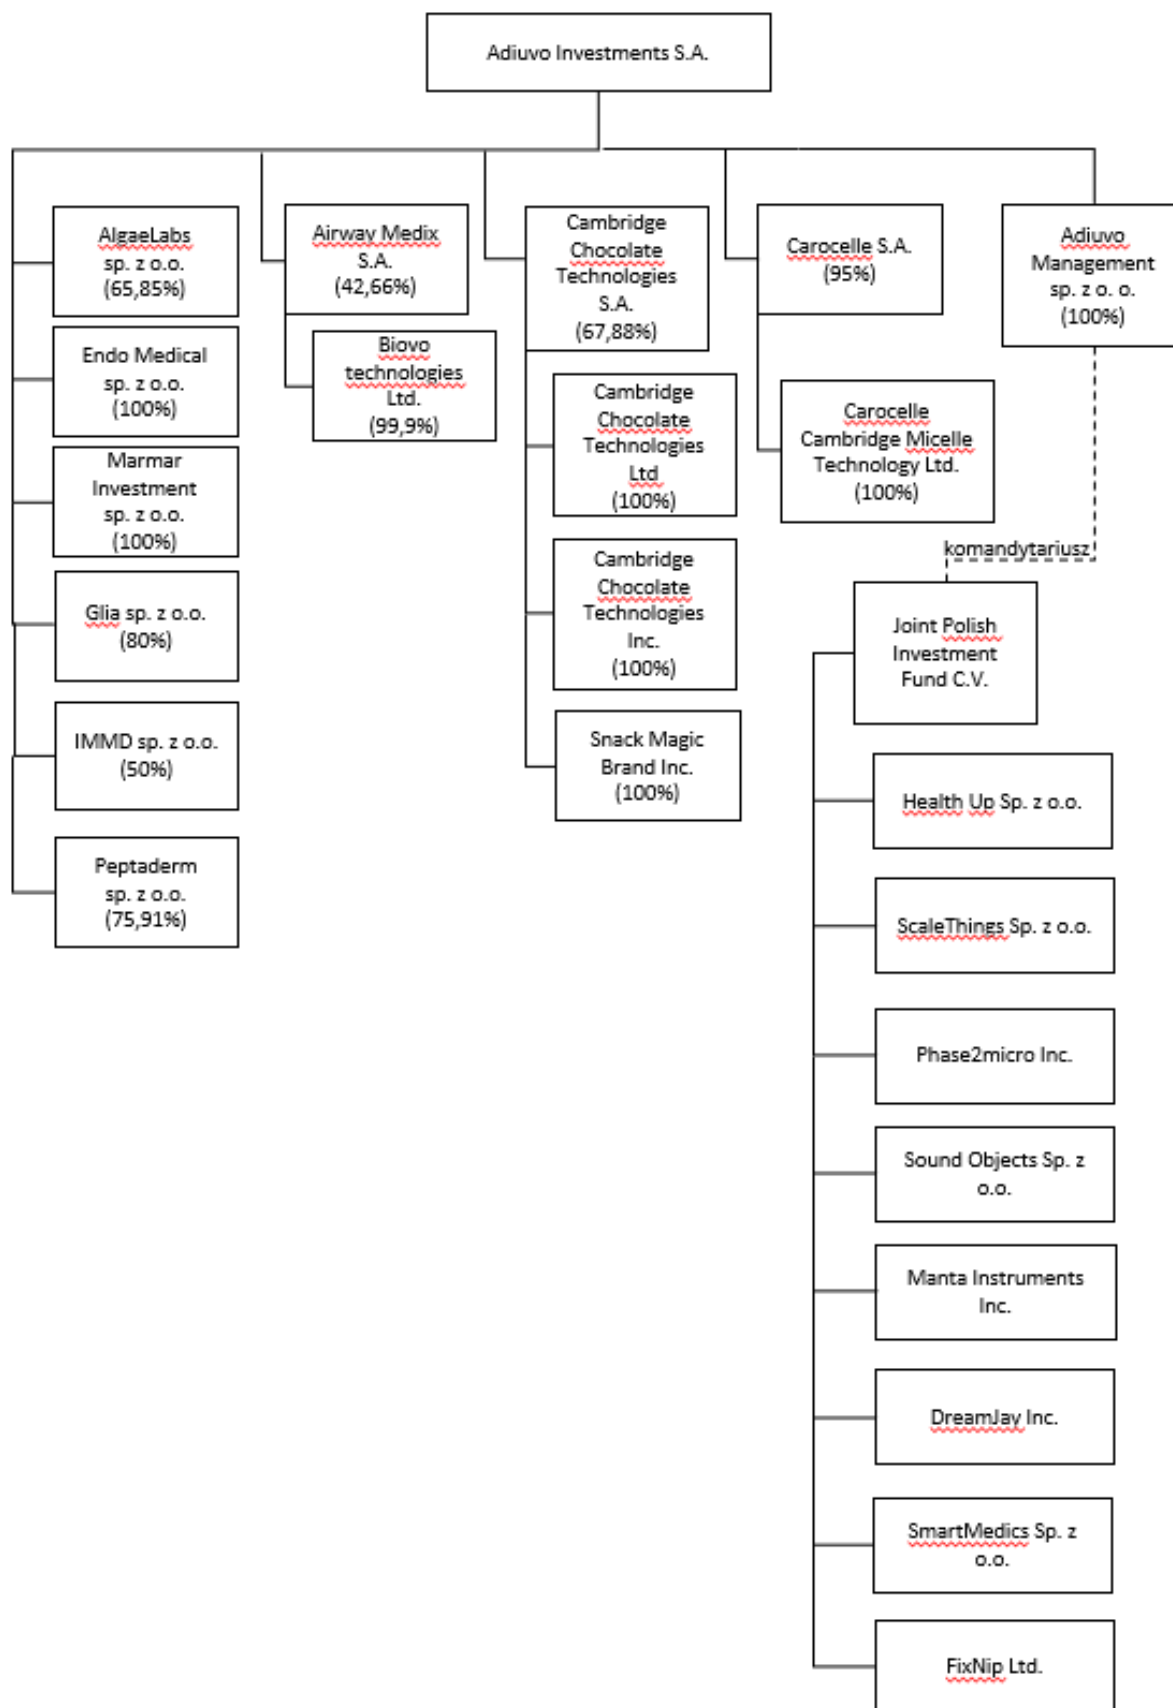 Adiuvo Investments S.A.
AlgaeLabs
sp. z o.o.
(65,85%)
Endo Medical
sp. z o.o.
(100%)
Marmar
Investment
sp. z o.o.
(100%)
Glia sp. z o.o.
(80%)
IMMD sp. z o.o.
(50%)
Peptaderm
sp. z o.o.
(75,91%)
Airway Medix
S.A.
(42,66%)
Biovo
technologies
Ltd.
(99,9%)
Cambridge
Chocolate
Technologies
S.A.
(67,88%)
Cambridge
Chocolate
Technologies
Ltd
(100%)
Cambridge
Chocolate
Technologies
Inc.
(100%)
Snack Magic
Brand Inc.
(100%)
Carocelle S.A.
(95%)
Carocelle
Cambridge Micelle
Technology Ltd.
(100%)
Adiuvo
Management
sp. z o. o.
(100%)
komandytariusz
Joint Polish
Investment
Fund C.V.
Health Up Sp. z o.o.
ScaleThings Sp. z o.o.
Phase2micro Inc.
Sound Objects Sp. z
o.o.
Manta Instruments
Inc.
DreamJay Inc.
SmartMedics Sp. z
o.o.
FixNip Ltd.